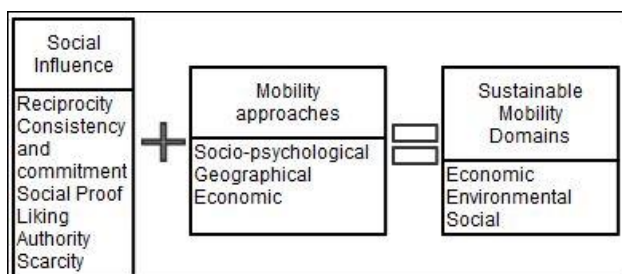 Social
Influence
Reciprocity
Consistency
and
commitment
Social Proof
Liking
Authority
Scarcity
Mobility
approaches
Socio-psychological
Geographical
Economic
Sustainable
Mobility
Domains
Economic
Environmental
Social